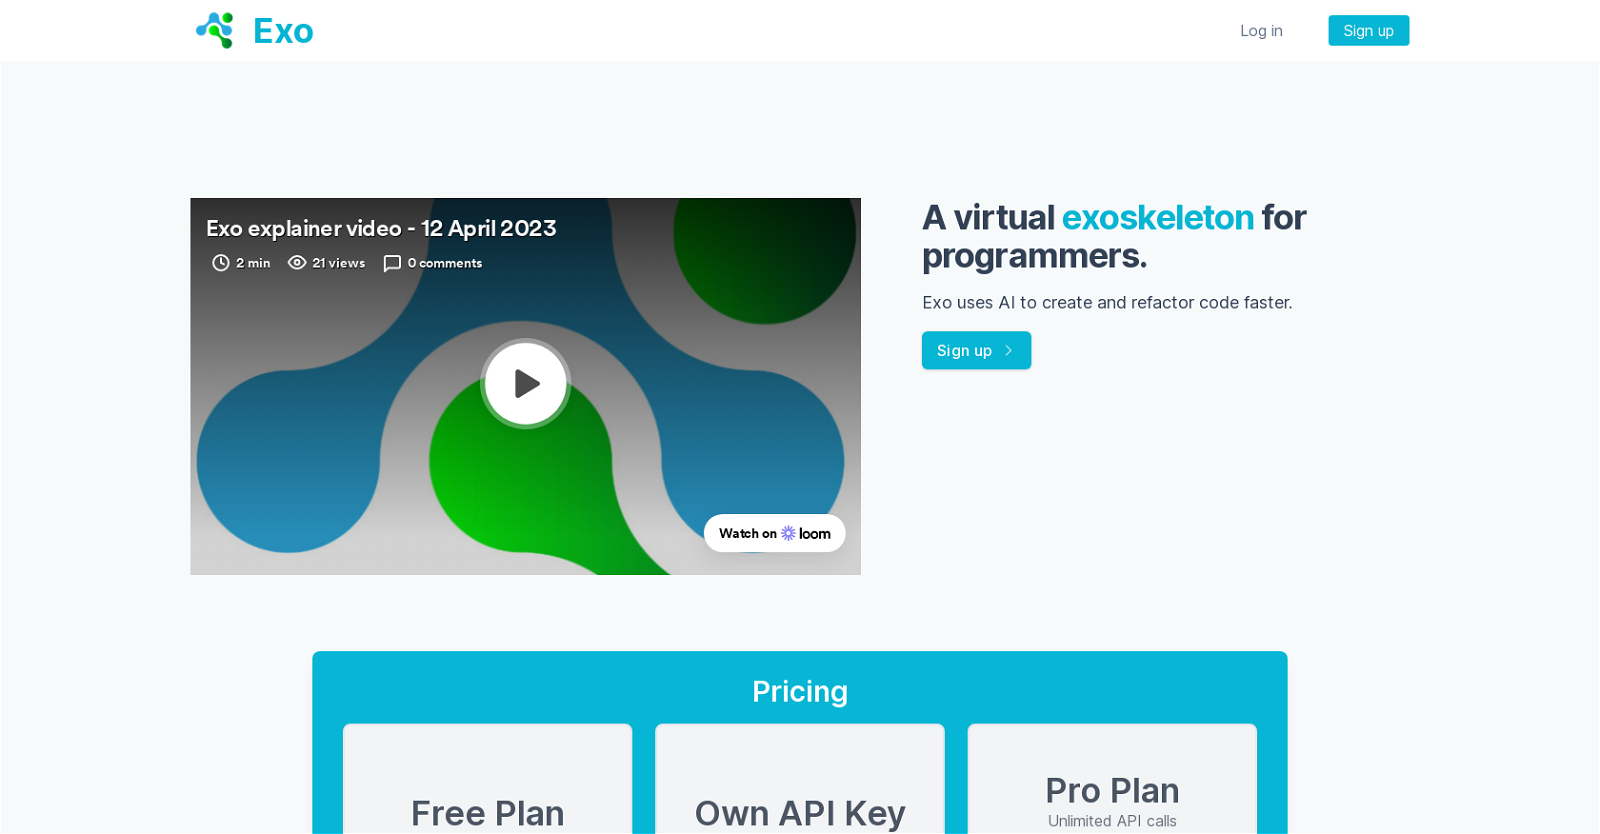 Exo
Log in
Sign up
Exo explainer video - 12 April 2023
2 min
21 views
0 comments
Watch on loom
A virtual exoskeleton for
programmers.
Exo uses AI to create and refactor code faster.
Sign up
Pricing
Free Plan
Own API Key
Pro Plan
Unlimited API calls